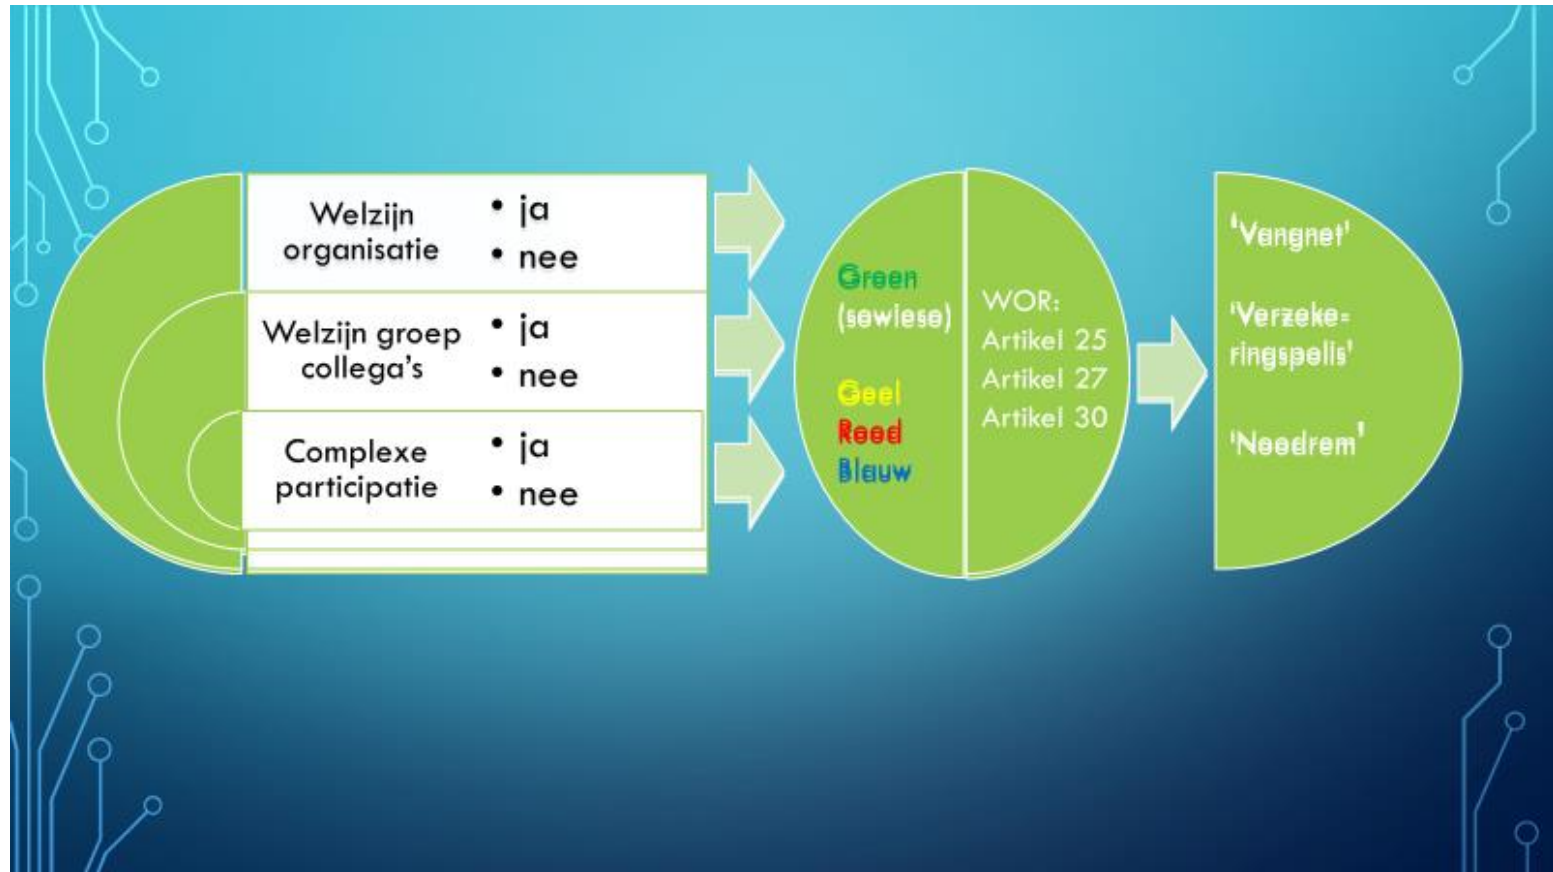 Welzijn
organisatie
• ja
• nee
Welzijn groep
collega's
• ja
• nee
Complexe
participatie
• ja
• nee
Groen
(sowieso)
Geel
Rood
Blauw
WOR:
Artikel 25
Artikel 27
Artikel 30
'Vangnet'
'Verzeke-
ringspolis'
'Noodrem'